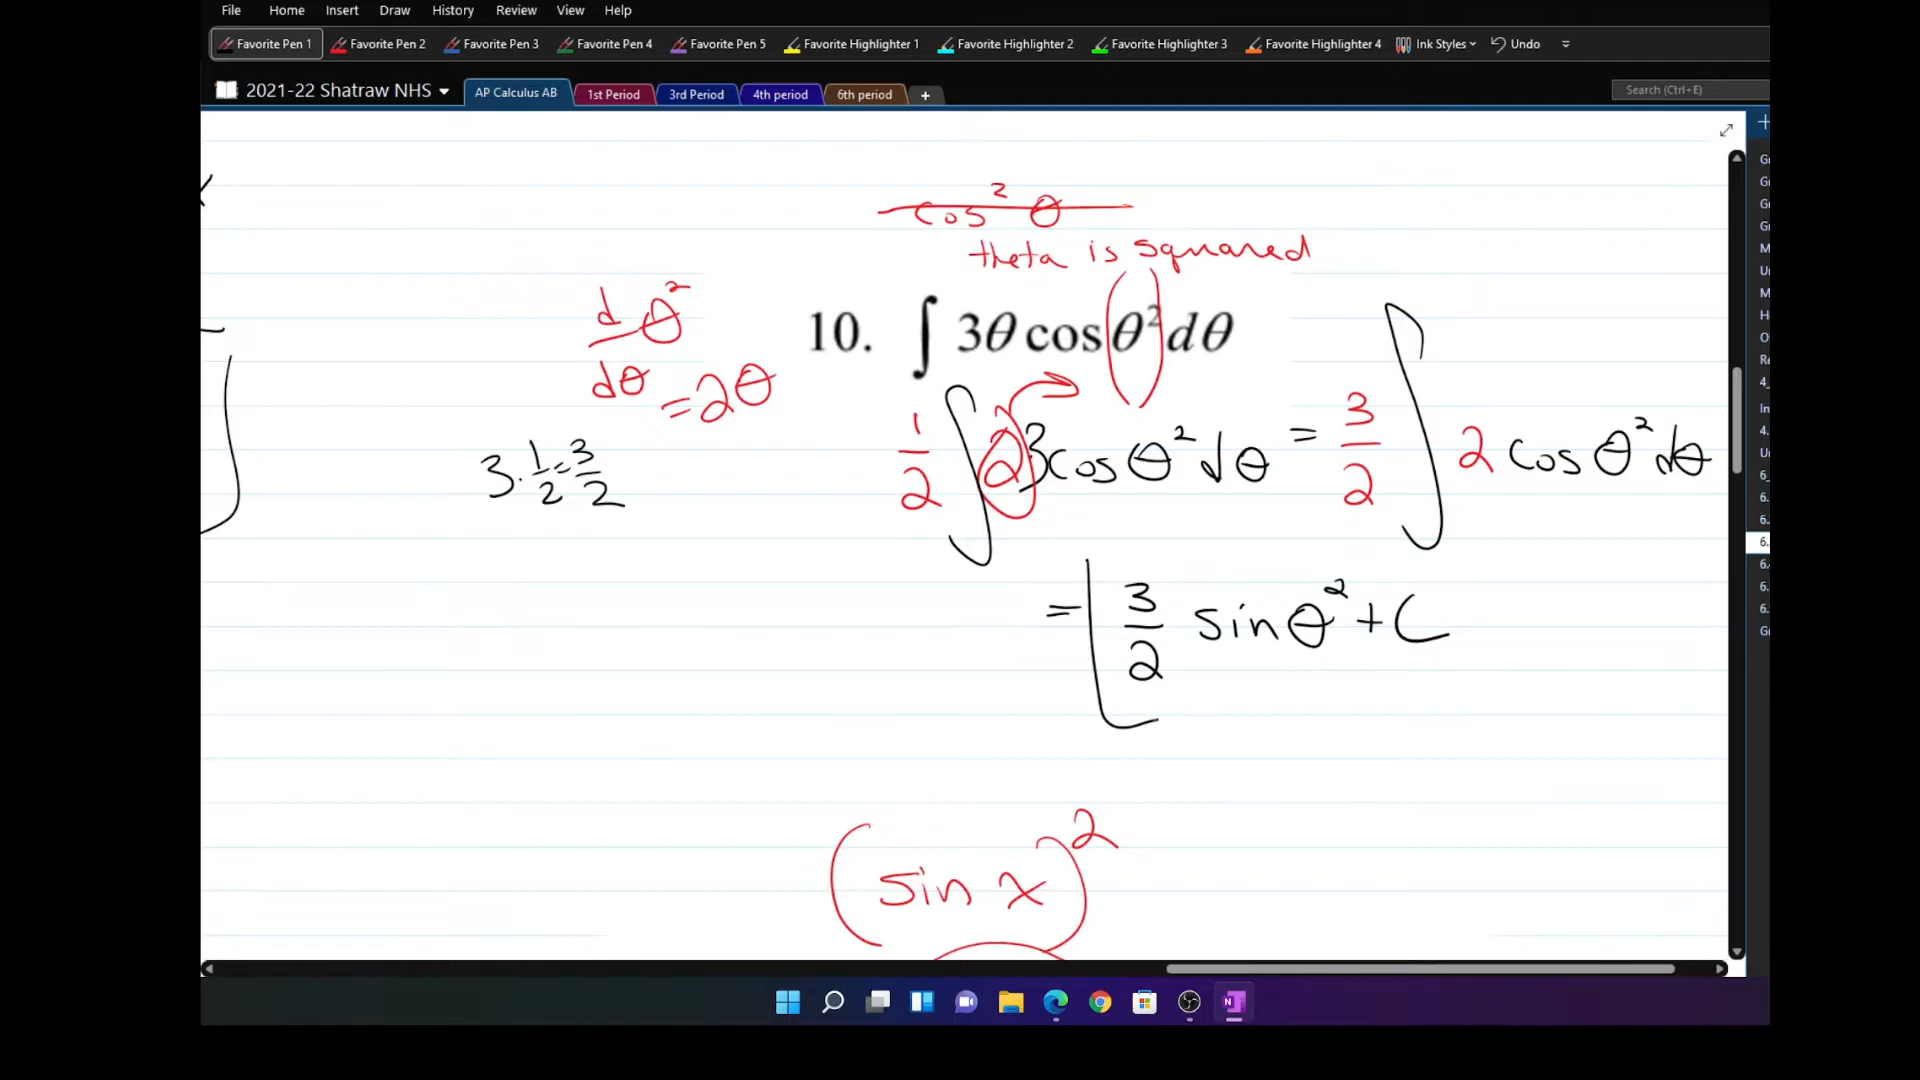 File Home Insert Draw History Review View Help
Favorite Pen 1 Favorite Pen 2 Favorite Pen 3 Favorite Pen 4 Favorite Pen 5 Favorite Highlighter 1 Favorite Highlighter 2 Favorite Highlighter 3 Favorite Highlighter 4 Ink Styles Undo
2021-22 Shatraw NHS AP Calculus AB 1st Period 3rd Period 4th period 6th period + Search (Ctrl+E)
cos² θ
theta is squared
d/dθ θ² = 2θ
10. ∫ 3θ cos(θ²) dθ
3 · 1/2 = 3/2
1/2 ∫ 2 3 cos θ² dθ = 3/2 ∫ 2 cos θ² dθ
= 3/2 sin θ² + C
(sin x)²